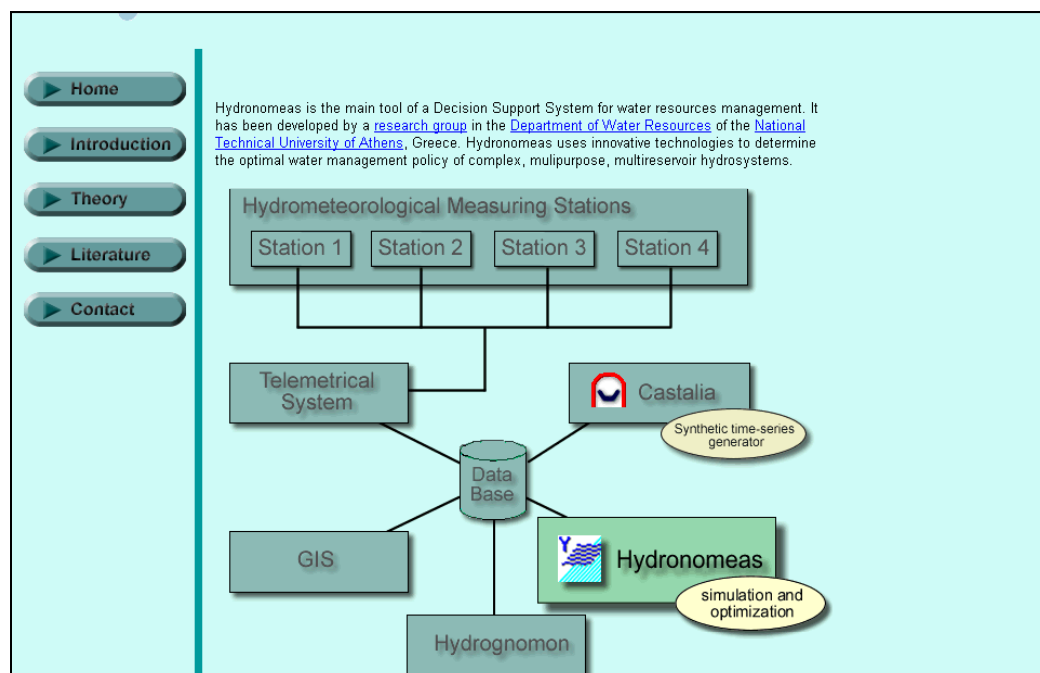 Home
Introduction
Theory
Literature
Contact
Hydronomeas is the main tool of a Decision Support System for water resources management. It
has been developed by a research group in the Department of Water Resources of the National
Technical University of Athens, Greece. Hydronomeas uses innovative technologies to determine
the optimal water management policy of complex, mulipurpose, multireservoir hydrosystems.
Hydrometeorological Measuring Stations
Station 1 Station 2 Station 3 Station 4
Telemetrical
System
Castalia
Synthetic time-series
generator
Data
Base
GIS
Y
Hydronomeas
simulation and
optimization
Hydrognomon